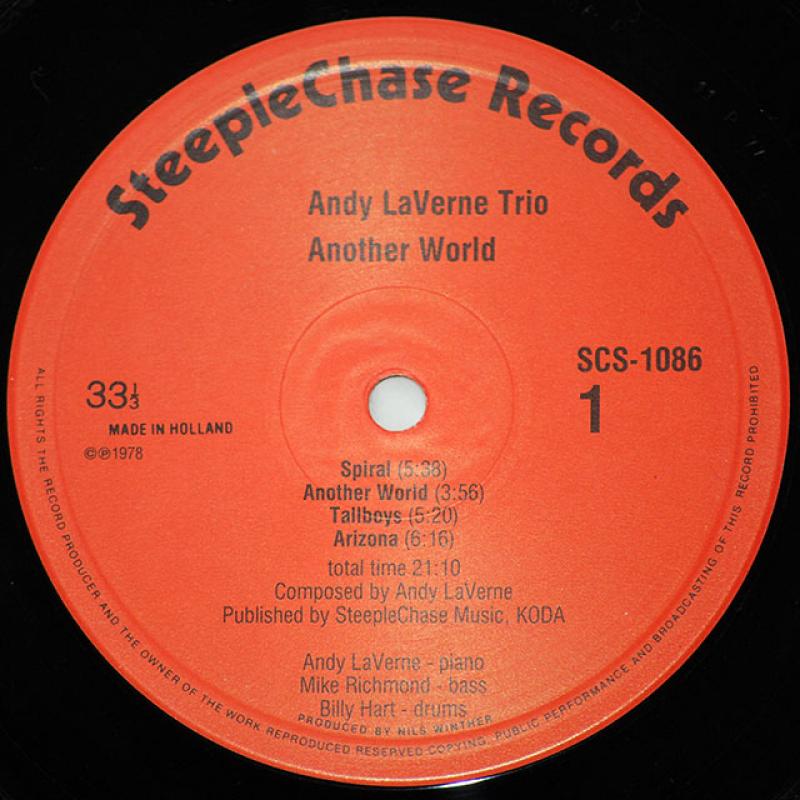 SteepleChase Records
Andy LaVerne Trio
Another World
SCS-1086
1
33⅓
MADE IN HOLLAND
©℗1978
Spiral (5:38)
Another World (3:56)
Tallboys (5:20)
Arizona (6:16)
total time 21:10
Composed by Andy LaVerne
Published by SteepleChase Music, KODA
Andy LaVerne - piano
Mike Richmond - bass
Billy Hart - drums
PRODUCED BY NILS WINTHER
ALL RIGHTS THE RECORD PRODUCER AND THE OWNER OF THE WORK REPRODUCED RESERVED COPYING, PUBLIC PERFORMANCE AND BROADCASTING OF THIS RECORD PROHIBITED